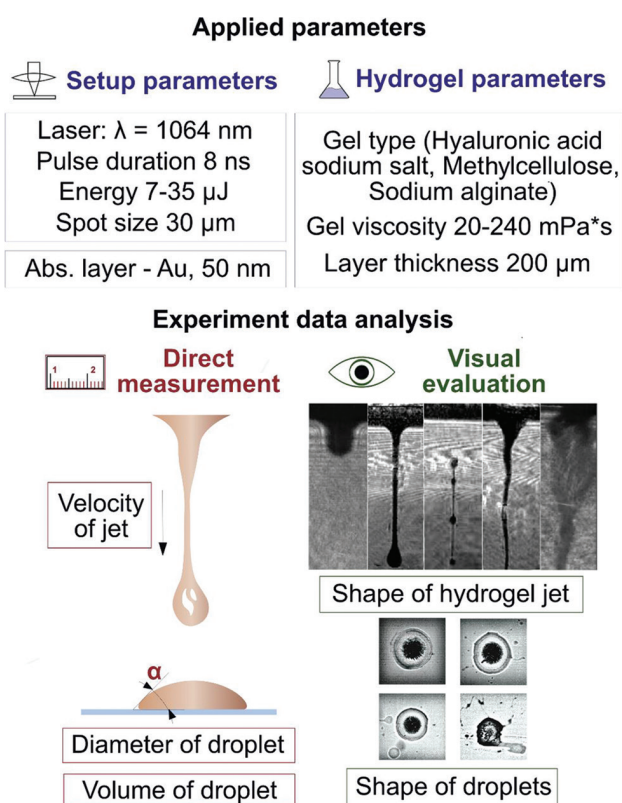 Applied parameters
Setup parameters
Laser: λ = 1064 nm
Pulse duration 8 ns
Energy 7-35 μJ
Spot size 30 μm
Abs. layer - Au, 50 nm
Hydrogel parameters
Gel type (Hyaluronic acid
sodium salt, Methylcellulose,
Sodium alginate)
Gel viscosity 20-240 mPa*s
Layer thickness 200 μm
Experiment data analysis
1 2
Direct
measurement
Velocity
of jet
α
Diameter of droplet
Volume of droplet
Visual
evaluation
Shape of hydrogel jet
Shape of droplets